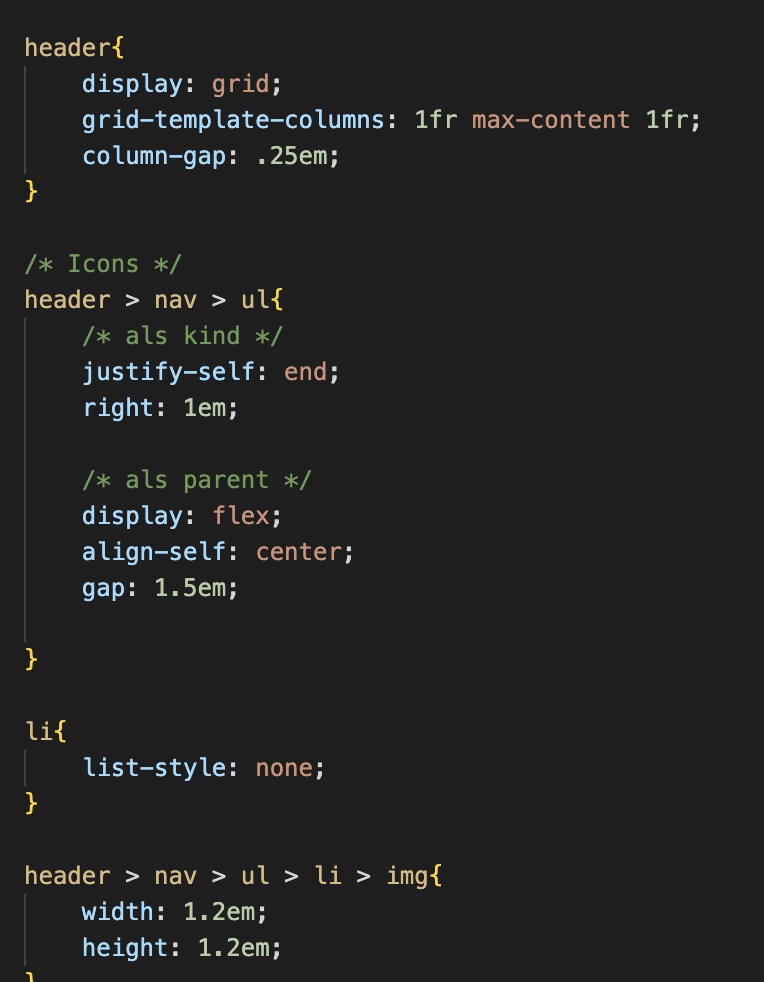 header{
    display: grid;
    grid-template-columns: 1fr max-content 1fr;
    column-gap: .25em;
}
/* Icons */
header > nav > ul{
    /* als kind */
    justify-self: end;
    right: 1em;
    /* als parent */
    display: flex;
    align-self: center;
    gap: 1.5em;
}
li{
    list-style: none;
}
header > nav > ul > li > img{
    width: 1.2em;
    height: 1.2em;
}